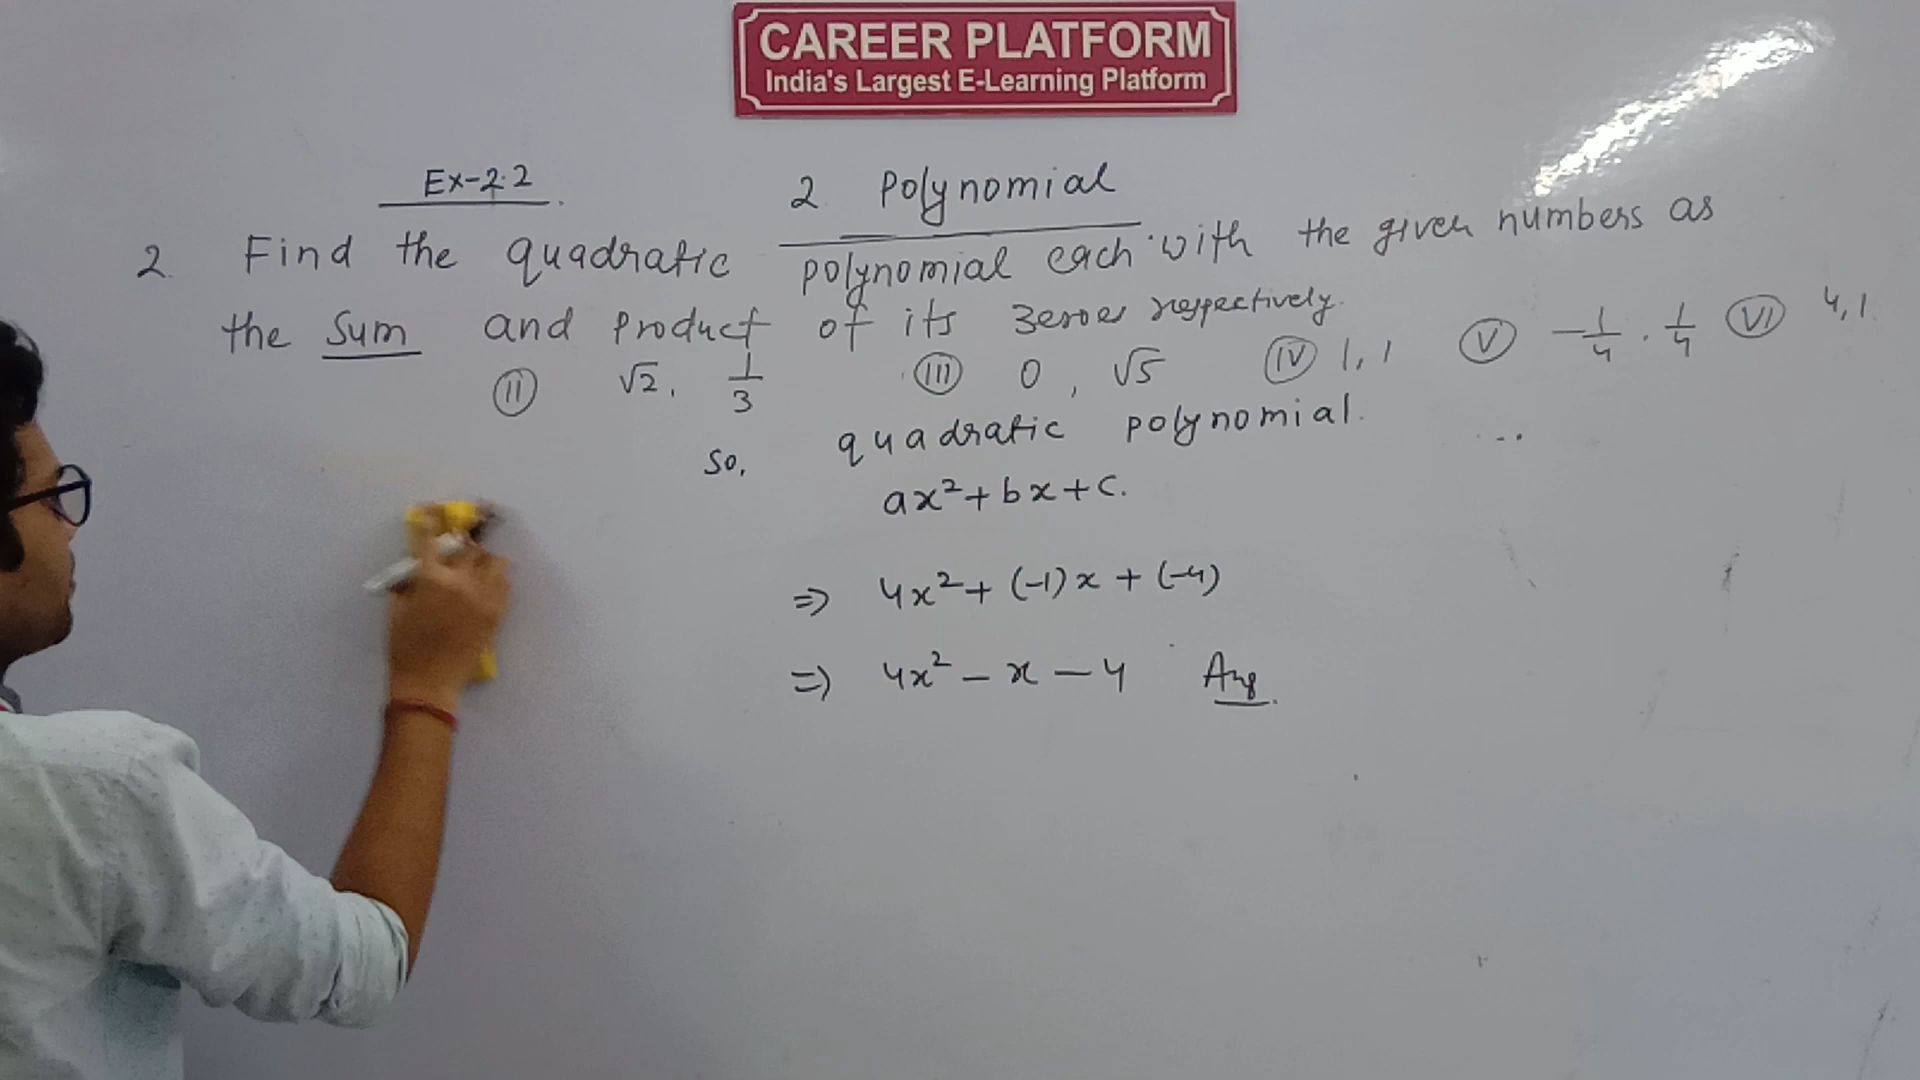 CAREER PLATFORM
India's Largest E-Learning Platform
Ex-2.2
2 Polynomial
2. Find the quadratic polynomial each with the given numbers as
the Sum and Product of its zeroes respectively.
(II) √2, 1/3 (III) 0, √5 (IV) 1, 1 (V) -1/4, 1/4 (VI) 4, 1
So, quadratic polynomial.
ax²+bx+c.
⇒ 4x²+(-1)x+(-4)
⇒ 4x²-x-4 Ans.